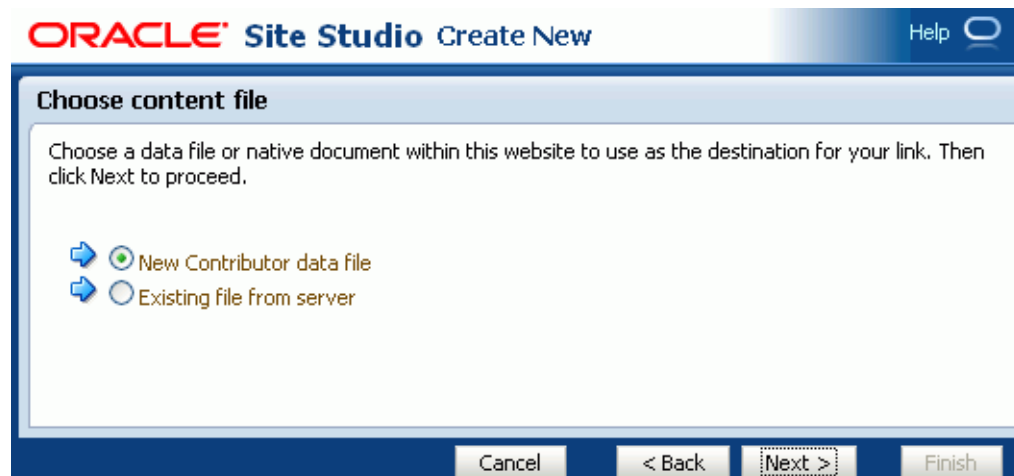 ORACLE Site Studio Create New Help
Choose content file
Choose a data file or native document within this website to use as the destination for your link. Then
click Next to proceed.
New Contributor data file
Existing file from server
Cancel < Back Next > Finish